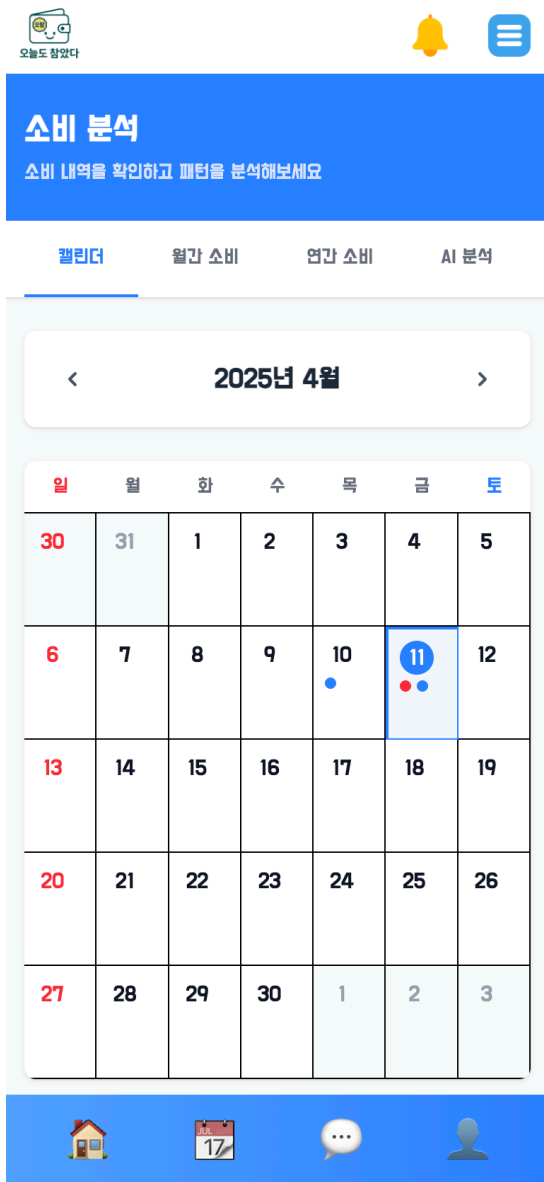 오참
오늘도 참았다
소비 분석
소비 내역을 확인하고 패턴을 분석해보세요
캘린더 월간 소비 연간 소비 AI 분석
< 2025년 4월 >
일 월 화 수 목 금 토
30 31 1 2 3 4 5
6 7 8 9 10 11 12
13 14 15 16 17 18 19
20 21 22 23 24 25 26
27 28 29 30 1 2 3
JUL
17